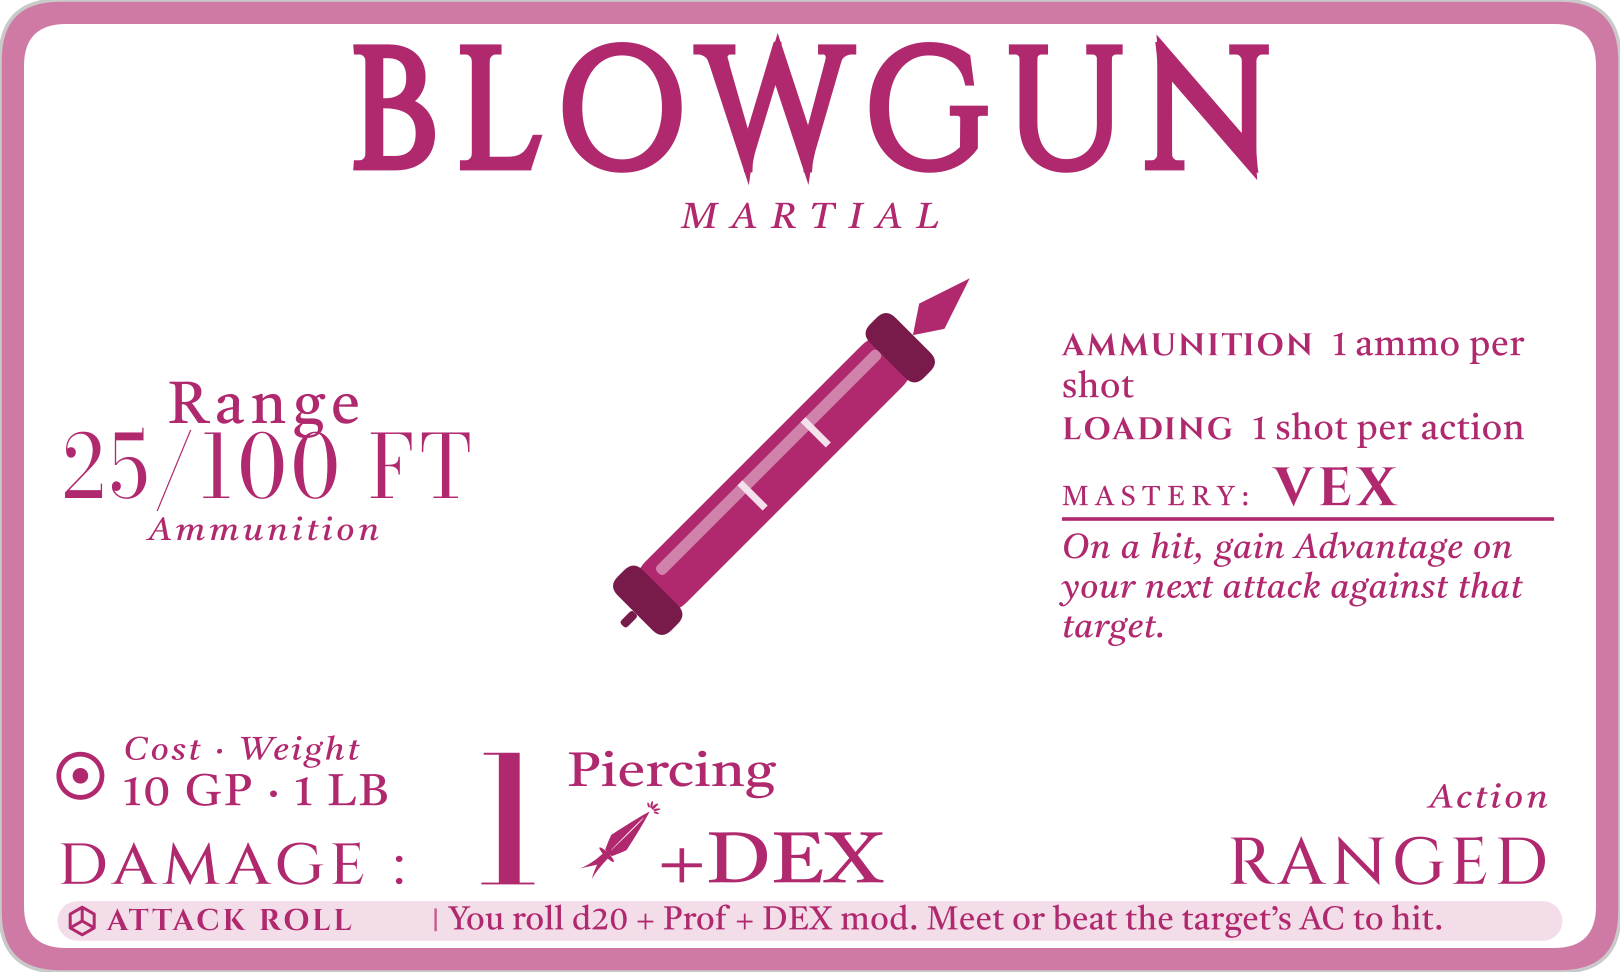 BLOWGUN
MARTIAL
Range
25/100 FT
Ammunition
AMMUNITION 1 ammo per
shot
LOADING 1 shot per action
MASTERY: VEX
On a hit, gain Advantage on
your next attack against that
target.
Cost · Weight
10 GP · 1 LB
DAMAGE :
1
Piercing
+DEX
Action
RANGED
ATTACK ROLL | You roll d20 + Prof + DEX mod. Meet or beat the target’s AC to hit.